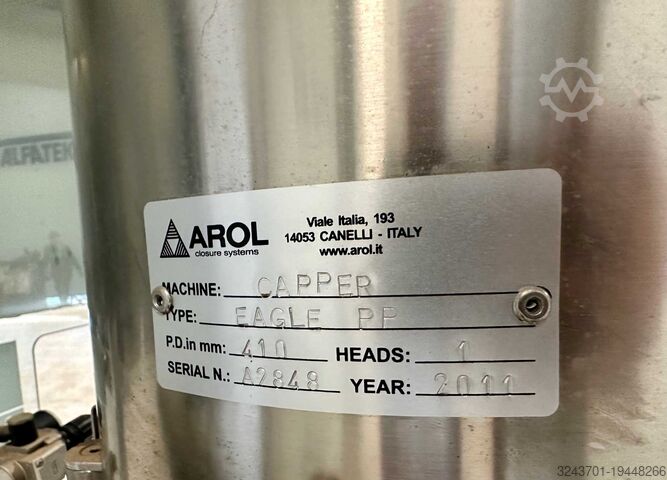 ALFATEK
AROL
closure systems
Viale Italia, 193
14053 CANELLI - ITALY
www.arol.it
MACHINE: CAPPER
TYPE: EAGLE PP
P.D.in mm: 410 HEADS: 1
SERIAL N.: A2848 YEAR: 2011
3243701-19448266